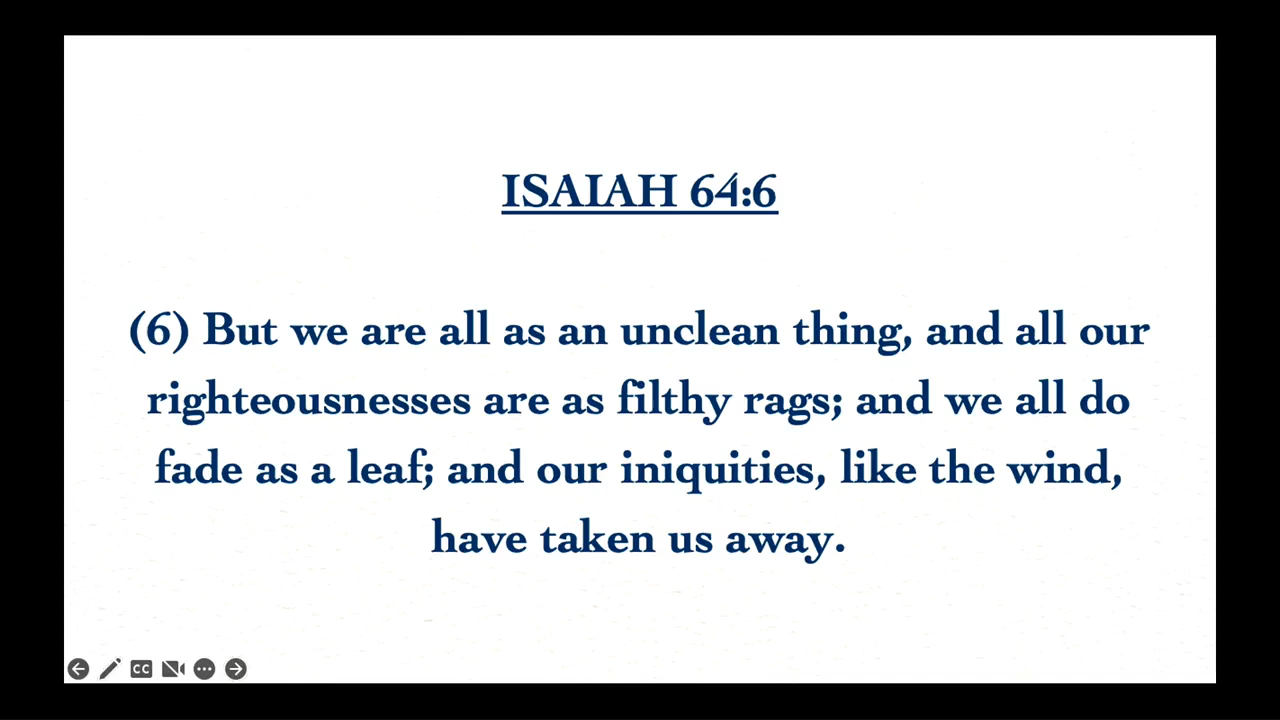 ISAIAH 64:6
(6) But we are all as an unclean thing, and all our
righteousnesses are as filthy rags; and we all do
fade as a leaf; and our iniquities, like the wind,
have taken us away.
CC